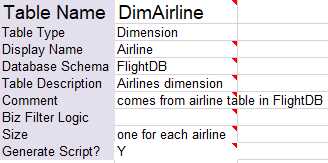 Table Name DimAirline
Table Type Dimension
Display Name Airline
Database Schema FlightDB
Table Description Airlines dimension
Comment comes from airline table in FlightDB
Biz Filter Logic
Size one for each airline
Generate Script? Y